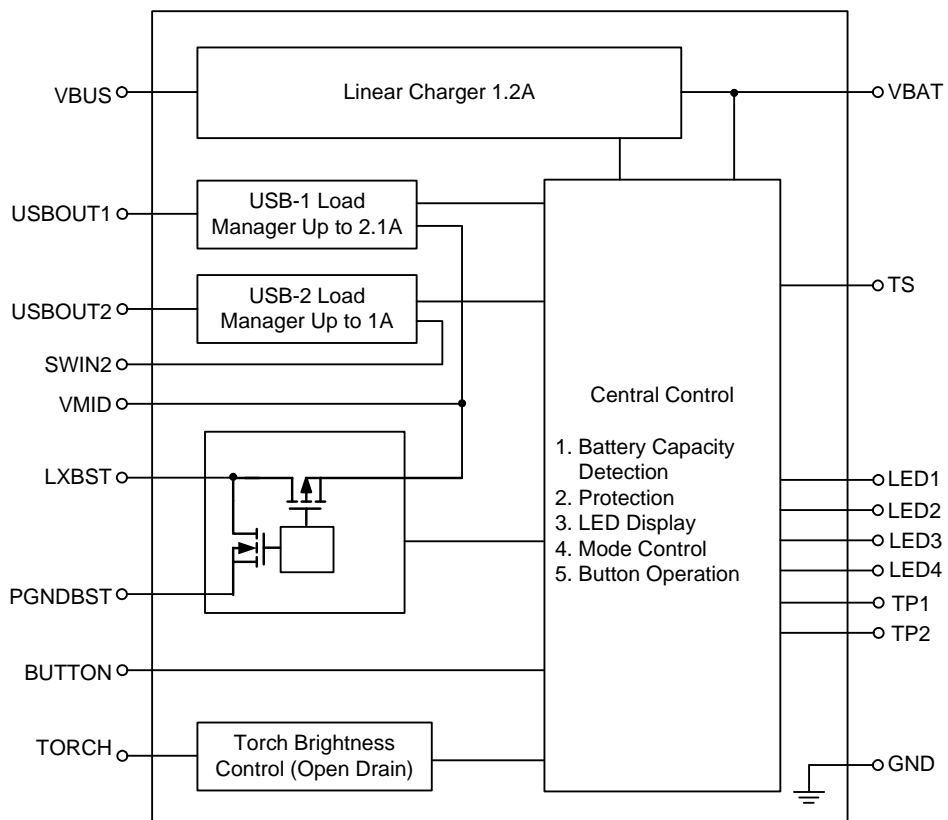 VBUS
Linear Charger 1.2A
VBAT
USBOUT1
USB-1 Load
Manager Up to 2.1A
USBOUT2
USB-2 Load
Manager Up to 1A
SWIN2
VMID
LXBST
PGNDBST
BUTTON
TORCH
Torch Brightness
Control (Open Drain)
Central Control
1. Battery Capacity
Detection
2. Protection
3. LED Display
4. Mode Control
5. Button Operation
TS
LED1
LED2
LED3
LED4
TP1
TP2
GND